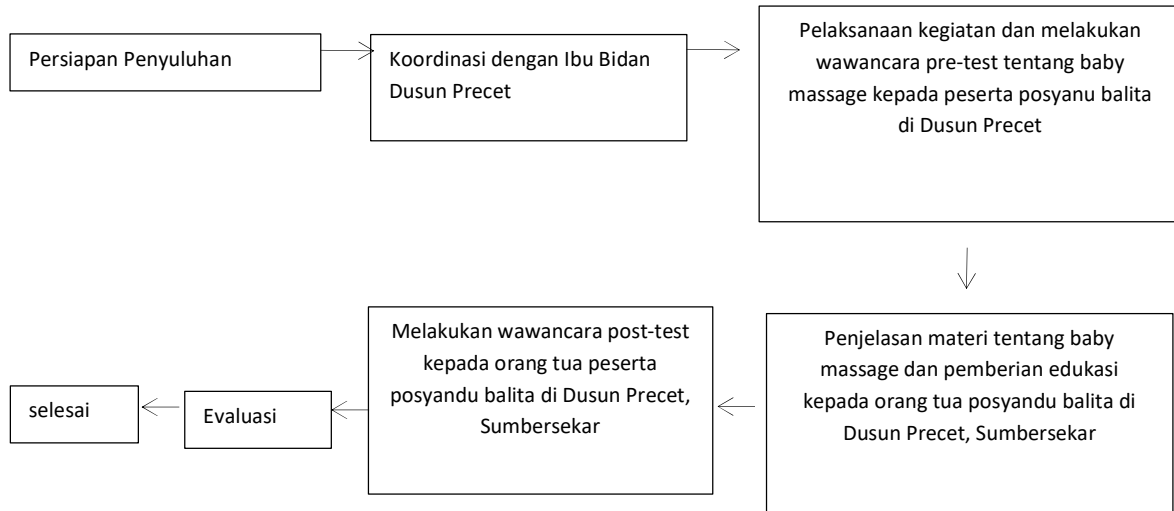 Persiapan Penyuluhan
Koordinasi dengan Ibu Bidan
Dusun Precet
Pelaksanaan kegiatan dan melakukan
wawancara pre-test tentang baby
massage kepada peserta posyanu balita
di Dusun Precet
Penjelasan materi tentang baby
massage dan pemberian edukasi
kepada orang tua posyandu balita di
Dusun Precet, Sumbersekar
Melakukan wawancara post-test
kepada orang tua peserta
posyandu balita di Dusun Precet,
Sumbersekar
Evaluasi
selesai